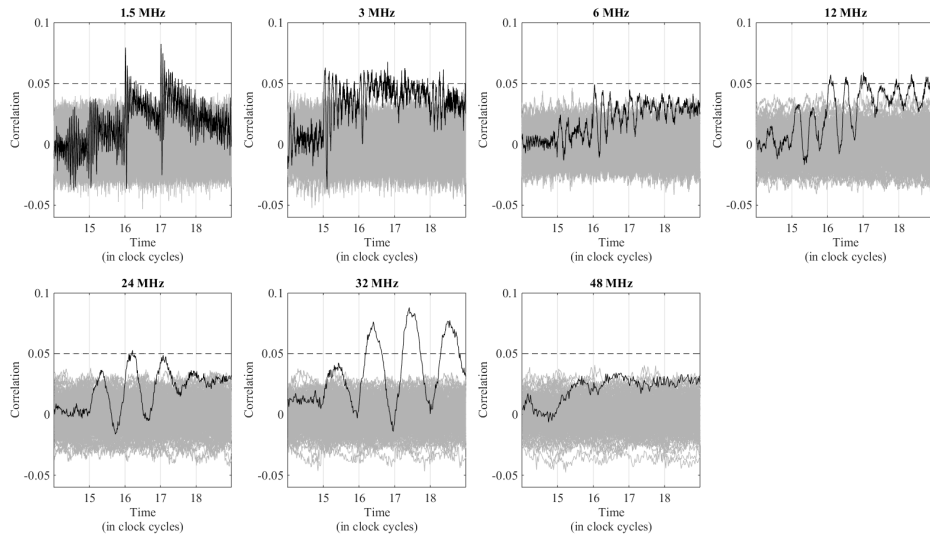 1.5 MHz
0.1
0.05
0
-0.05
Correlation
15 16 17 18
Time
(in clock cycles)
3 MHz
0.1
0.05
0
-0.05
Correlation
15 16 17 18
Time
(in clock cycles)
6 MHz
0.1
0.05
0
-0.05
Correlation
15 16 17 18
Time
(in clock cycles)
12 MHz
0.1
0.05
0
-0.05
Correlation
15 16 17 18
Time
(in clock cycles)
24 MHz
0.1
0.05
0
-0.05
Correlation
15 16 17 18
Time
(in clock cycles)
32 MHz
0.1
0.05
0
-0.05
Correlation
15 16 17 18
Time
(in clock cycles)
48 MHz
0.1
0.05
0
-0.05
Correlation
15 16 17 18
Time
(in clock cycles)